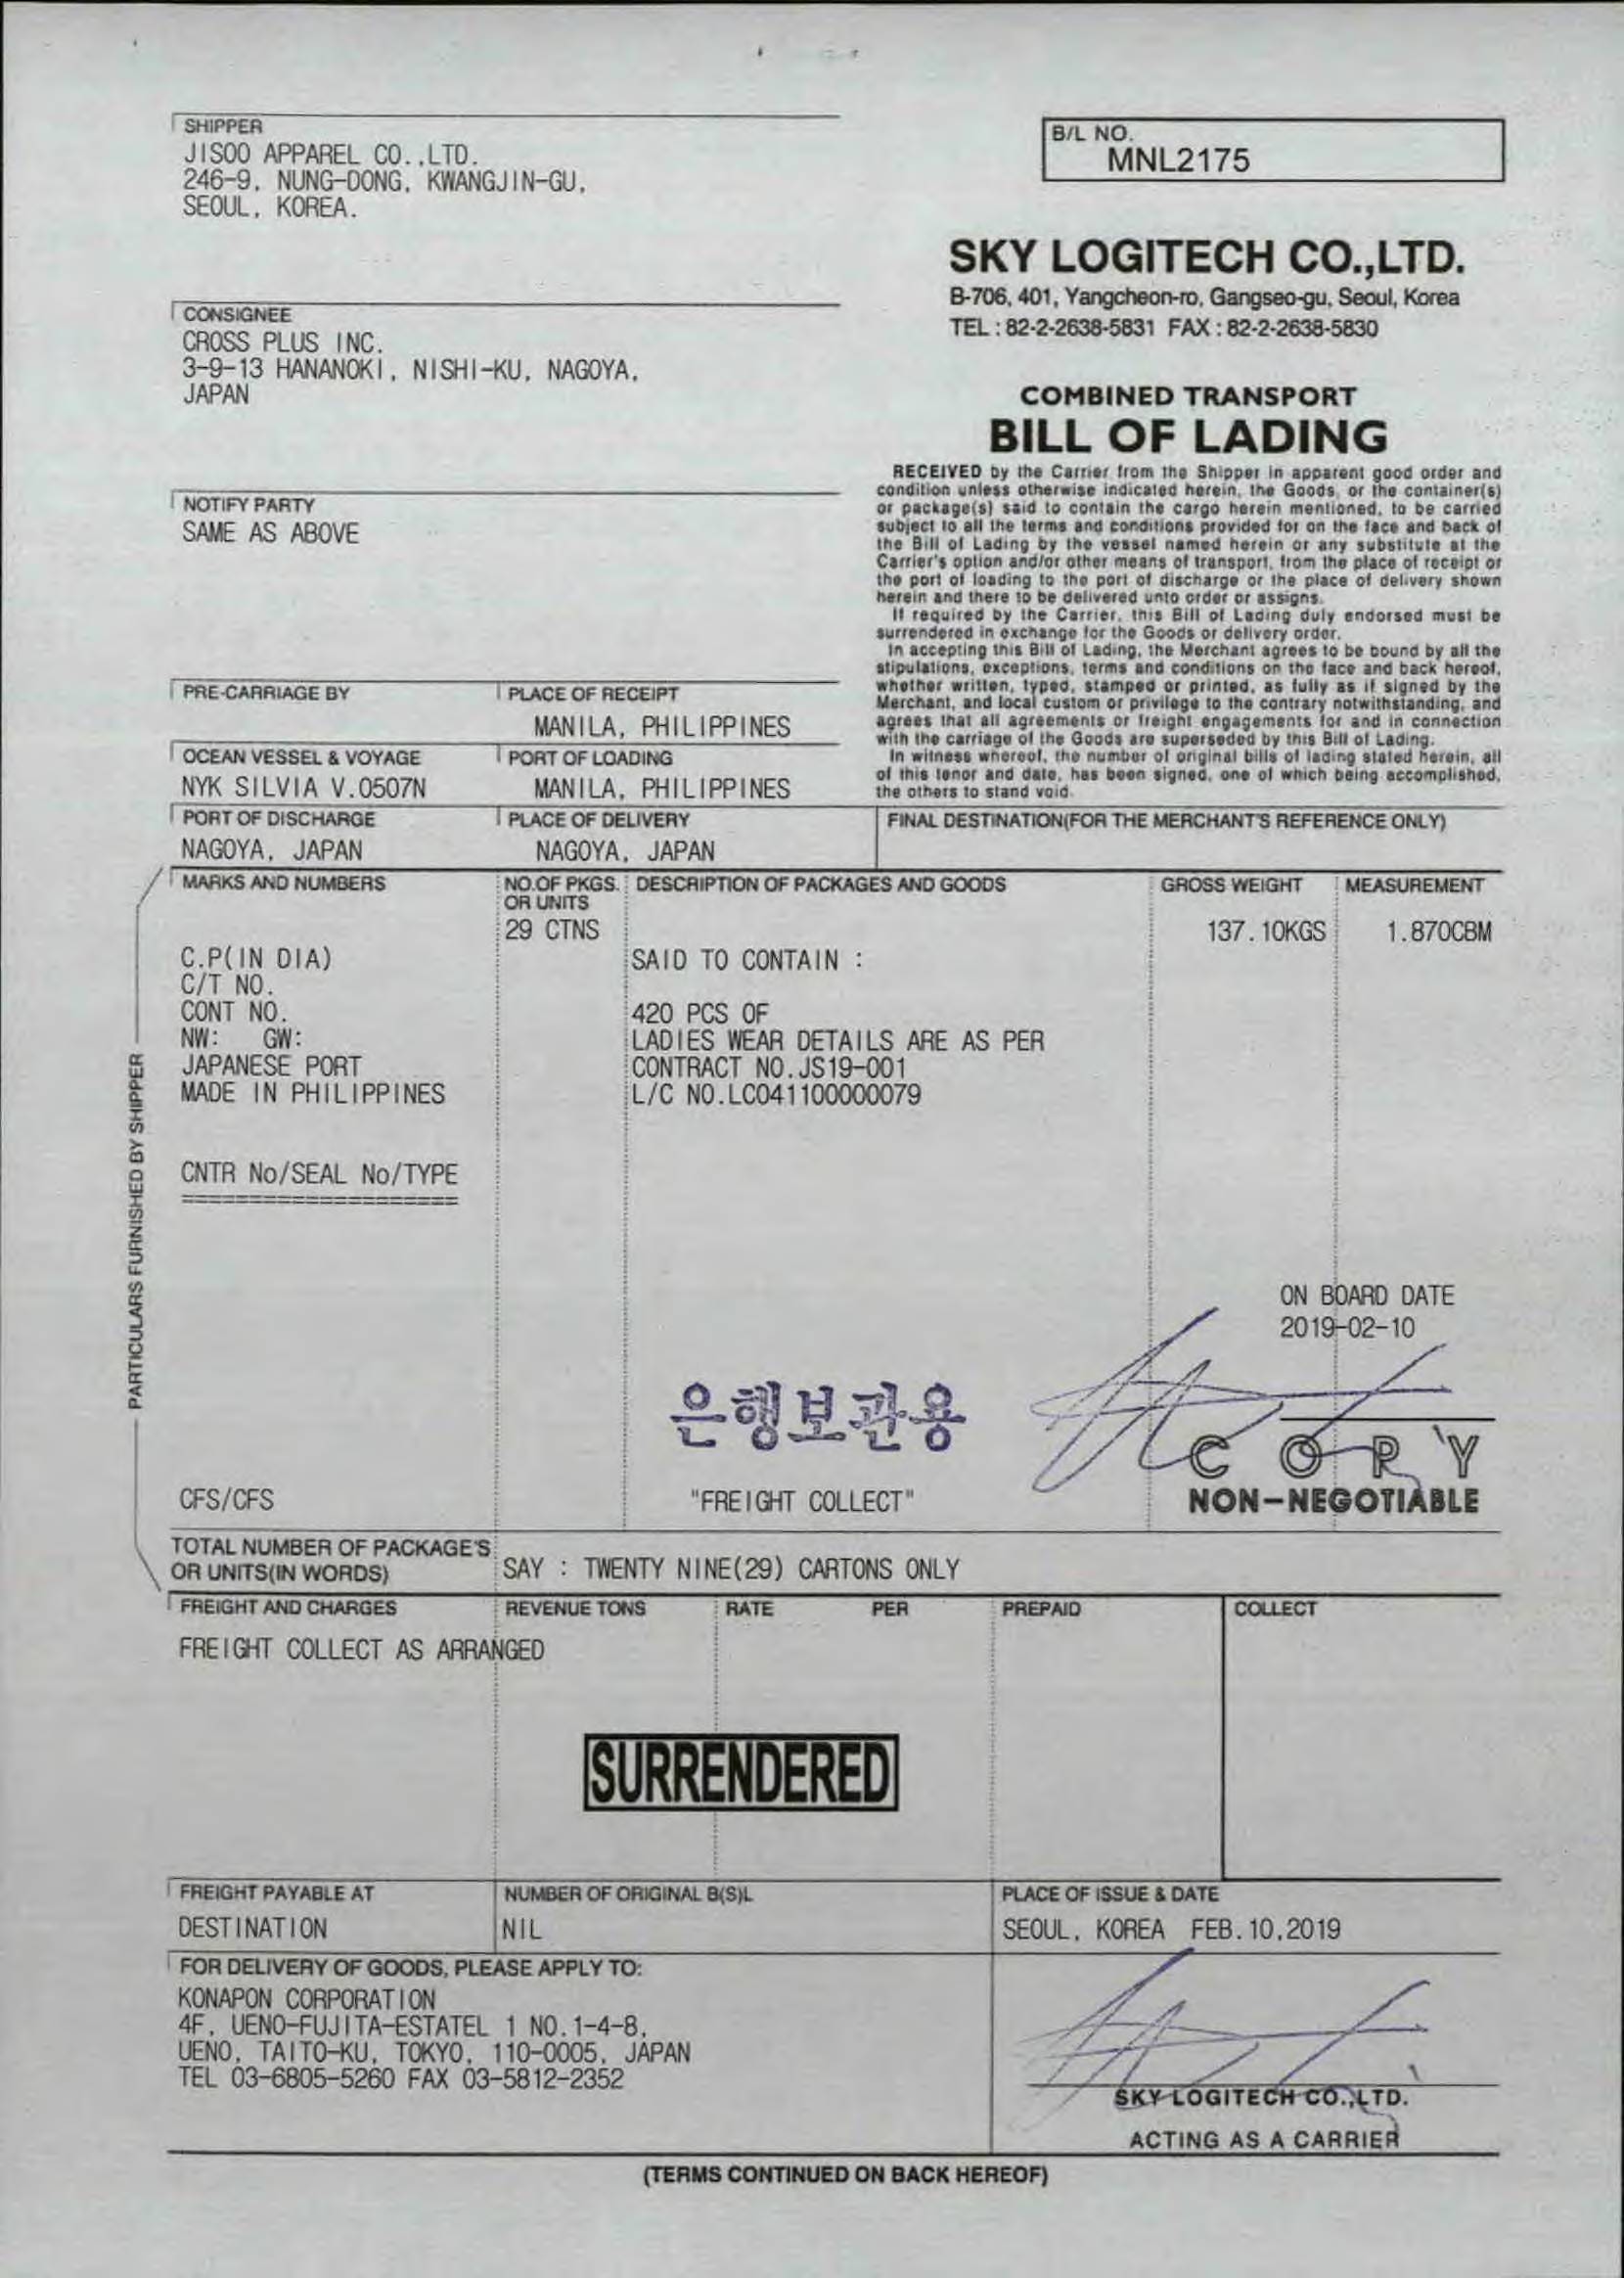 SHIPPER
JISOO APPAREL CO.,LTD.
246-9, NUNG-DONG, KWANGJIN-GU,
SEOUL, KOREA.
B/L NO.
MNL2175
SKY LOGITECH CO.,LTD.
B-706, 401, Yangcheon-ro, Gangseo-gu, Seoul, Korea
TEL : 82-2-2638-5831 FAX : 82-2-2638-5830
CONSIGNEE
CROSS PLUS INC.
3-9-13 HANANOKI, NISHI-KU, NAGOYA,
JAPAN
COMBINED TRANSPORT
BILL OF LADING
RECEIVED by the Carrier from the Shipper in apparent good order and
condition unless otherwise indicated herein, the Goods, or the container(s)
or package(s) said to contain the cargo herein mentioned, to be carried
subject to all the terms and conditions provided for on the face and back of
the Bill of Lading by the vessel named herein or any substitute at the
Carrier's option and/or other means of transport, from the place of receipt or
the port of loading to the port of discharge or the place of delivery shown
herein and there to be delivered unto order or assigns.
If required by the Carrier, this Bill of Lading duly endorsed must be
surrendered in exchange for the Goods or delivery order.
In accepting this Bill of Lading, the Merchant agrees to be bound by all the
stipulations, exceptions, terms and conditions on the face and back hereof,
whether written, typed, stamped or printed, as fully as if signed by the
Merchant, and local custom or privilege to the contrary notwithstanding, and
agrees that all agreements or freight engagements for and in connection
with the carriage of the Goods are superseded by this Bill of Lading.
In witness whereof, the number of original bills of lading stated herein, all
of this tenor and date, has been signed, one of which being accomplished,
the others to stand void.
NOTIFY PARTY
SAME AS ABOVE
PRE-CARRIAGE BY
PLACE OF RECEIPT
MANILA, PHILIPPINES
OCEAN VESSEL & VOYAGE
PORT OF LOADING
NYK SILVIA V.0507N
MANILA, PHILIPPINES
PORT OF DISCHARGE
PLACE OF DELIVERY
FINAL DESTINATION(FOR THE MERCHANT'S REFERENCE ONLY)
NAGOYA, JAPAN
NAGOYA, JAPAN
PARTICULARS FURNISHED BY SHIPPER
MARKS AND NUMBERS
NO.OF PKGS.
OR UNITS
DESCRIPTION OF PACKAGES AND GOODS
GROSS WEIGHT
MEASUREMENT
29 CTNS
137.10KGS
1.870CBM
C.P(IN DIA)
C/T NO.
CONT NO.
NW: GW:
JAPANESE PORT
MADE IN PHILIPPINES
SAID TO CONTAIN :
420 PCS OF
LADIES WEAR DETAILS ARE AS PER
CONTRACT NO.JS19-001
L/C NO.LC041100000079
CNTR No/SEAL No/TYPE
====================
ON BOARD DATE
2019-02-10
은행보관용
COPY
NON-NEGOTIABLE
CFS/CFS
"FREIGHT COLLECT"
TOTAL NUMBER OF PACKAGE'S
OR UNITS(IN WORDS)
SAY : TWENTY NINE(29) CARTONS ONLY
FREIGHT AND CHARGES
REVENUE TONS
RATE
PER
PREPAID
COLLECT
FREIGHT COLLECT AS ARRANGED
SURRENDERED
FREIGHT PAYABLE AT
NUMBER OF ORIGINAL B(S)L
PLACE OF ISSUE & DATE
DESTINATION
NIL
SEOUL, KOREA FEB.10,2019
FOR DELIVERY OF GOODS, PLEASE APPLY TO:
KONAPON CORPORATION
4F, UENO-FUJITA-ESTATEL 1 NO.1-4-8,
UENO, TAITO-KU, TOKYO, 110-0005, JAPAN
TEL 03-6805-5260 FAX 03-5812-2352
SKY LOGITECH CO.,LTD.
ACTING AS A CARRIER
(TERMS CONTINUED ON BACK HEREOF)